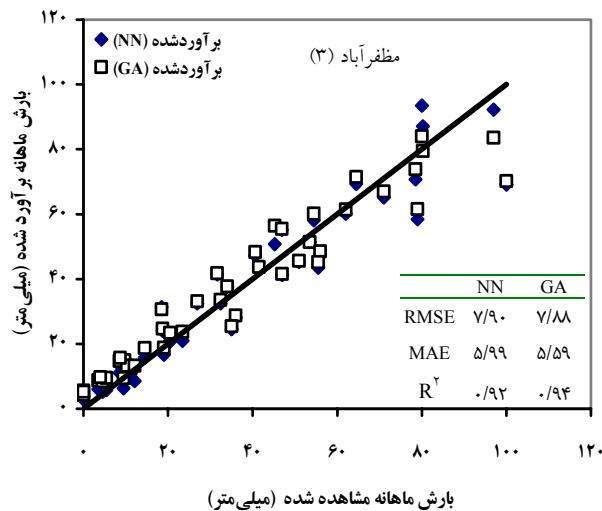 برآوردشده (NN)
برآوردشده (GA)
مظفرآباد (۳)
بارش ماهانه برآورد شده (میلی‌متر)
۱۲۰
۱۰۰
۸۰
۶۰
۴۰
۲۰
۰
NN GA
RMSE ۷/۹۰ ۷/۸۸
MAE ۵/۹۹ ۵/۵۹
R۲ ۰/۹۲ ۰/۹۴
۰ ۲۰ ۴۰ ۶۰ ۸۰ ۱۰۰ ۱۲۰
بارش ماهانه مشاهده شده (میلی‌متر)